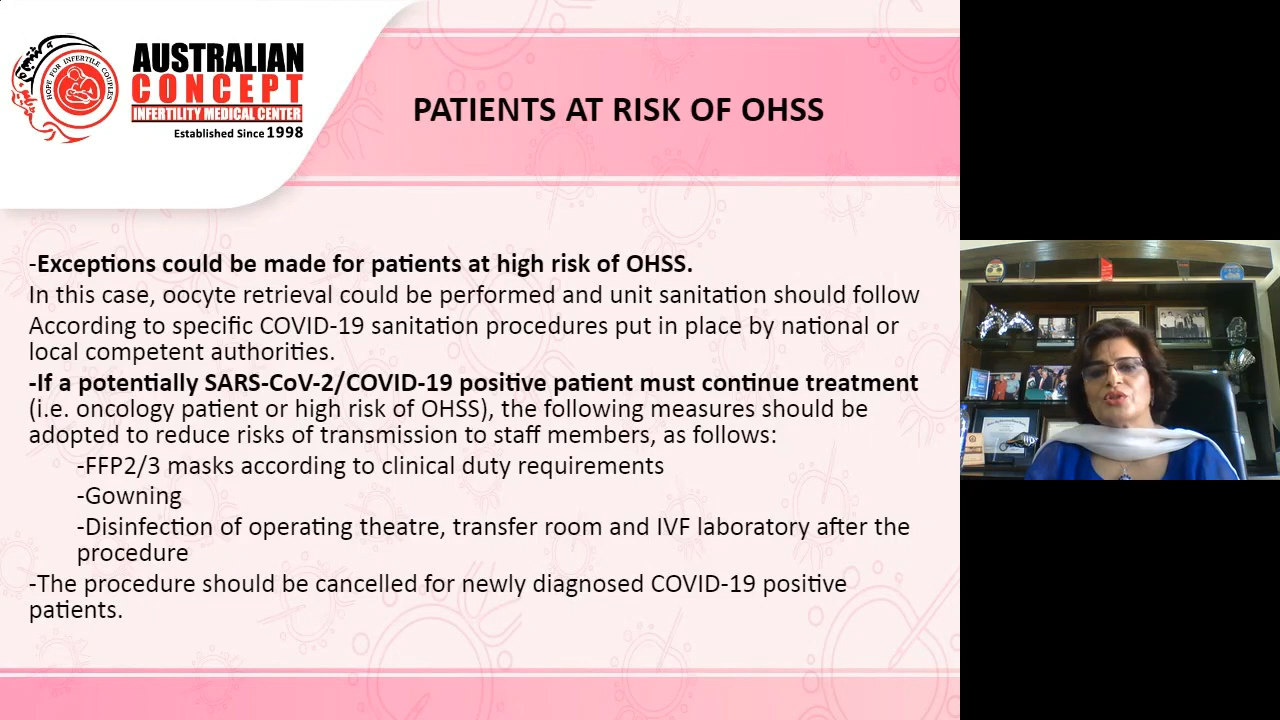 HOPE FOR INFERTILE COUPLES
AUSTRALIAN
CONCEPT
INFERTILITY MEDICAL CENTER
Established Since 1998
PATIENTS AT RISK OF OHSS
-Exceptions could be made for patients at high risk of OHSS.
In this case, oocyte retrieval could be performed and unit sanitation should follow
According to specific COVID-19 sanitation procedures put in place by national or
local competent authorities.
-If a potentially SARS-CoV-2/COVID-19 positive patient must continue treatment
(i.e. oncology patient or high risk of OHSS), the following measures should be
adopted to reduce risks of transmission to staff members, as follows:
-FFP2/3 masks according to clinical duty requirements
-Gowning
-Disinfection of operating theatre, transfer room and IVF laboratory after the
procedure
-The procedure should be cancelled for newly diagnosed COVID-19 positive
patients.